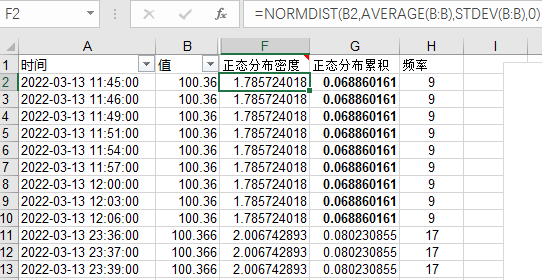 F2 =NORMDIST(B2,AVERAGE(B:B),STDEV(B:B),0)
A B F G H I
1 时间 值 正态分布密度 正态分布累积 频率
2 2022-03-13 11:45:00 100.36 1.785724018 0.068860161 9
3 2022-03-13 11:46:00 100.36 1.785724018 0.068860161 9
4 2022-03-13 11:49:00 100.36 1.785724018 0.068860161 9
5 2022-03-13 11:51:00 100.36 1.785724018 0.068860161 9
6 2022-03-13 11:54:00 100.36 1.785724018 0.068860161 9
7 2022-03-13 11:57:00 100.36 1.785724018 0.068860161 9
8 2022-03-13 12:00:00 100.36 1.785724018 0.068860161 9
9 2022-03-13 12:03:00 100.36 1.785724018 0.068860161 9
10 2022-03-13 12:06:00 100.36 1.785724018 0.068860161 9
11 2022-03-13 23:36:00 100.366 2.006742893 0.080230855 17
12 2022-03-13 23:37:00 100.366 2.006742893 0.080230855 17
13 2022-03-13 23:39:00 100.366 2.006742893 0.080230855 17